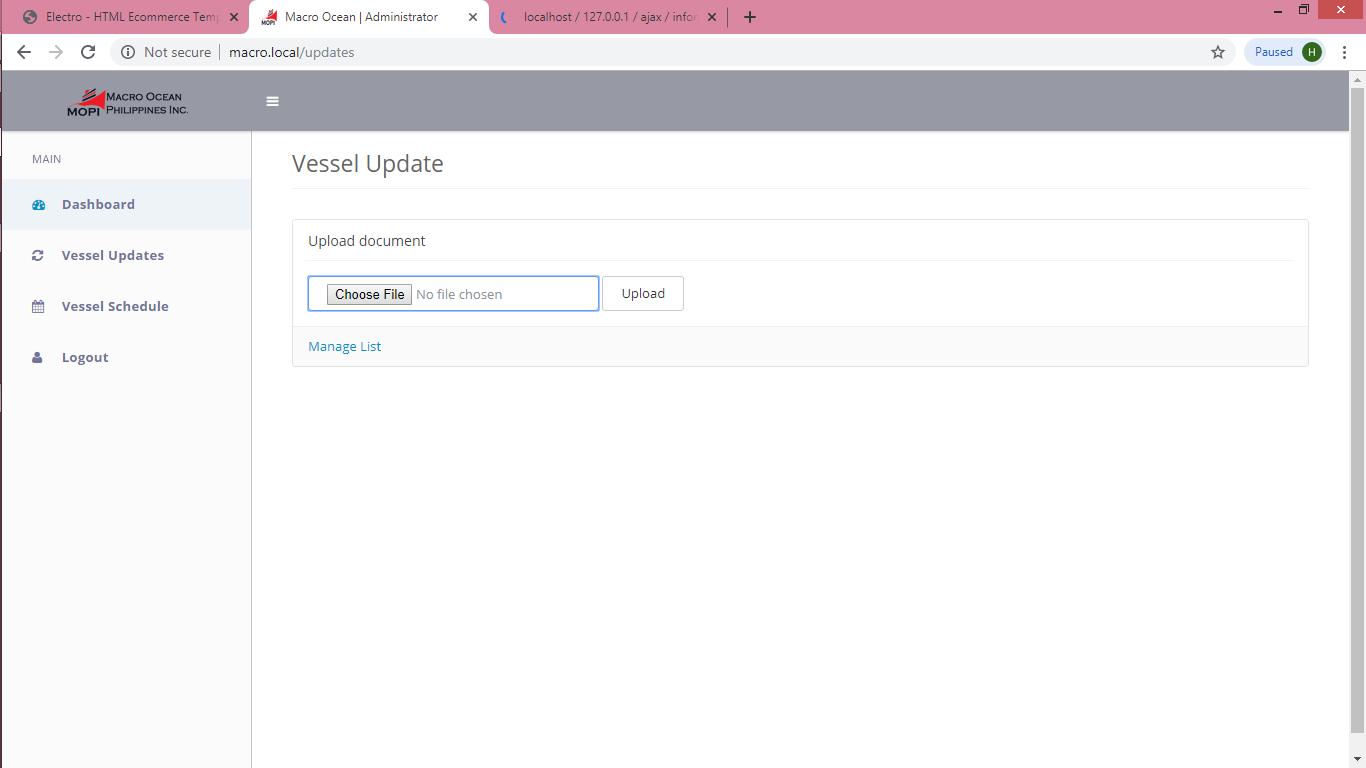 Electro - HTML Ecommerce Temp
Macro Ocean | Administrator
localhost / 127.0.0.1 / ajax / infor
Not secure
macro.local/updates
Paused
H
MOPI
MACRO OCEAN
PHILIPPINES INC.
MAIN
Dashboard
Vessel Updates
Vessel Schedule
Logout
Vessel Update
Upload document
Choose File No file chosen
Upload
Manage List